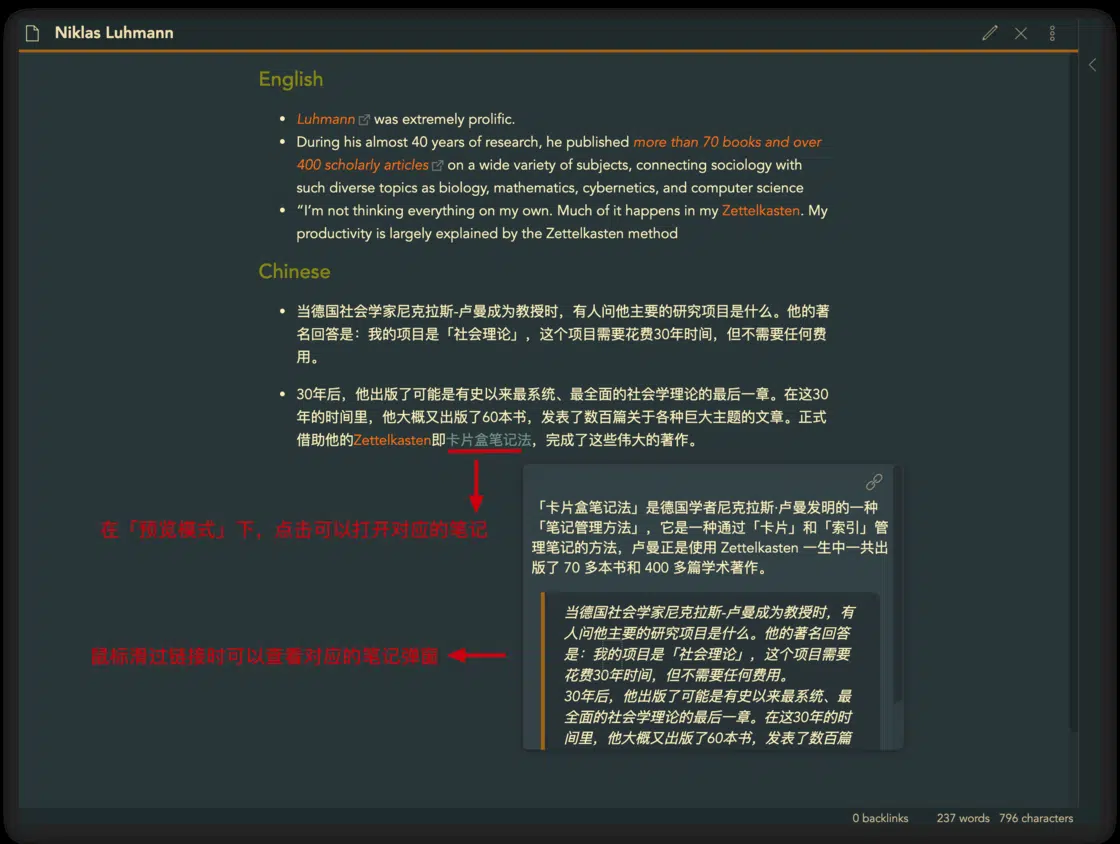 Niklas Luhmann
English
Luhmann was extremely prolific.
During his almost 40 years of research, he published more than 70 books and over
400 scholarly articles on a wide variety of subjects, connecting sociology with
such diverse topics as biology, mathematics, cybernetics, and computer science
“I’m not thinking everything on my own. Much of it happens in my Zettelkasten. My
productivity is largely explained by the Zettelkasten method
Chinese
当德国社会学家尼克拉斯-卢曼成为教授时，有人问他主要的研究项目是什么。他的著
名回答是：我的项目是「社会理论」，这个项目需要花费30年时间，但不需要任何费
用。
30年后，他出版了可能是有史以来最系统、最全面的社会学理论的最后一章。在这30
年的时间里，他大概又出版了60本书，发表了数百篇关于各种巨大主题的文章。正式
借助他的Zettelkasten即卡片盒笔记法，完成了这些伟大的著作。
在「预览模式」下，点击可以打开对应的笔记
「卡片盒笔记法」是德国学者尼克拉斯·卢曼发明的一种
「笔记管理方法」，它是一种通过「卡片」和「索引」管
理笔记的方法，卢曼正是使用 Zettelkasten 一生中一共出
版了 70 多本书和 400 多篇学术著作。
当德国社会学家尼克拉斯-卢曼成为教授时，有
人问他主要的研究项目是什么。他的著名回答
是：我的项目是「社会理论」，这个项目需要
花费30年时间，但不需要任何费用。
30年后，他出版了可能是有史以来最系统、最
全面的社会学理论的最后一章。在这30年的时
间里，他大概又出版了60本书，发表了数百篇
鼠标滑过链接时可以查看对应的笔记弹窗
0 backlinks 237 words 796 characters